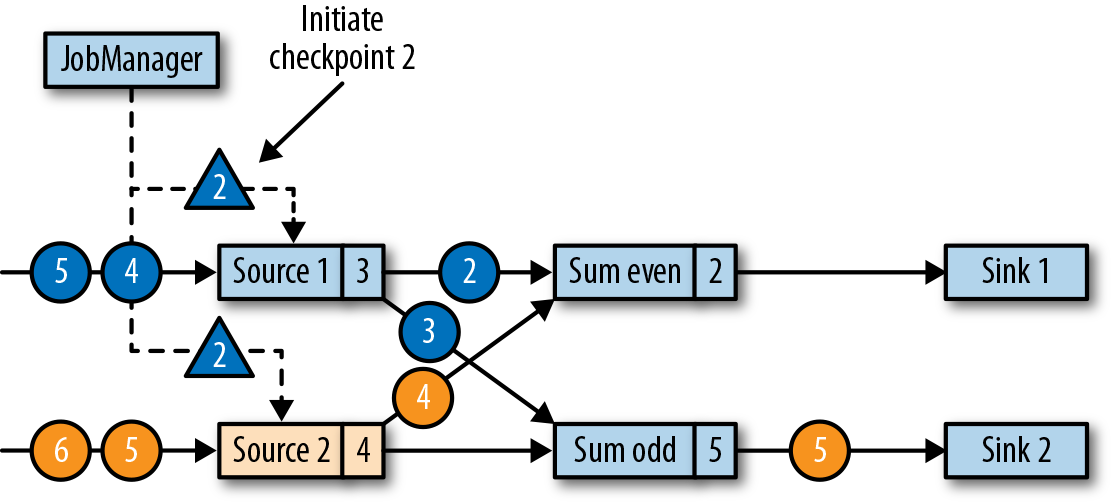 Initiate
checkpoint 2
JobManager
2
5 4 Source 1 3 2 Sum even 2 Sink 1
3
2
4
6 5 Source 2 4 Sum odd 5 5 Sink 2